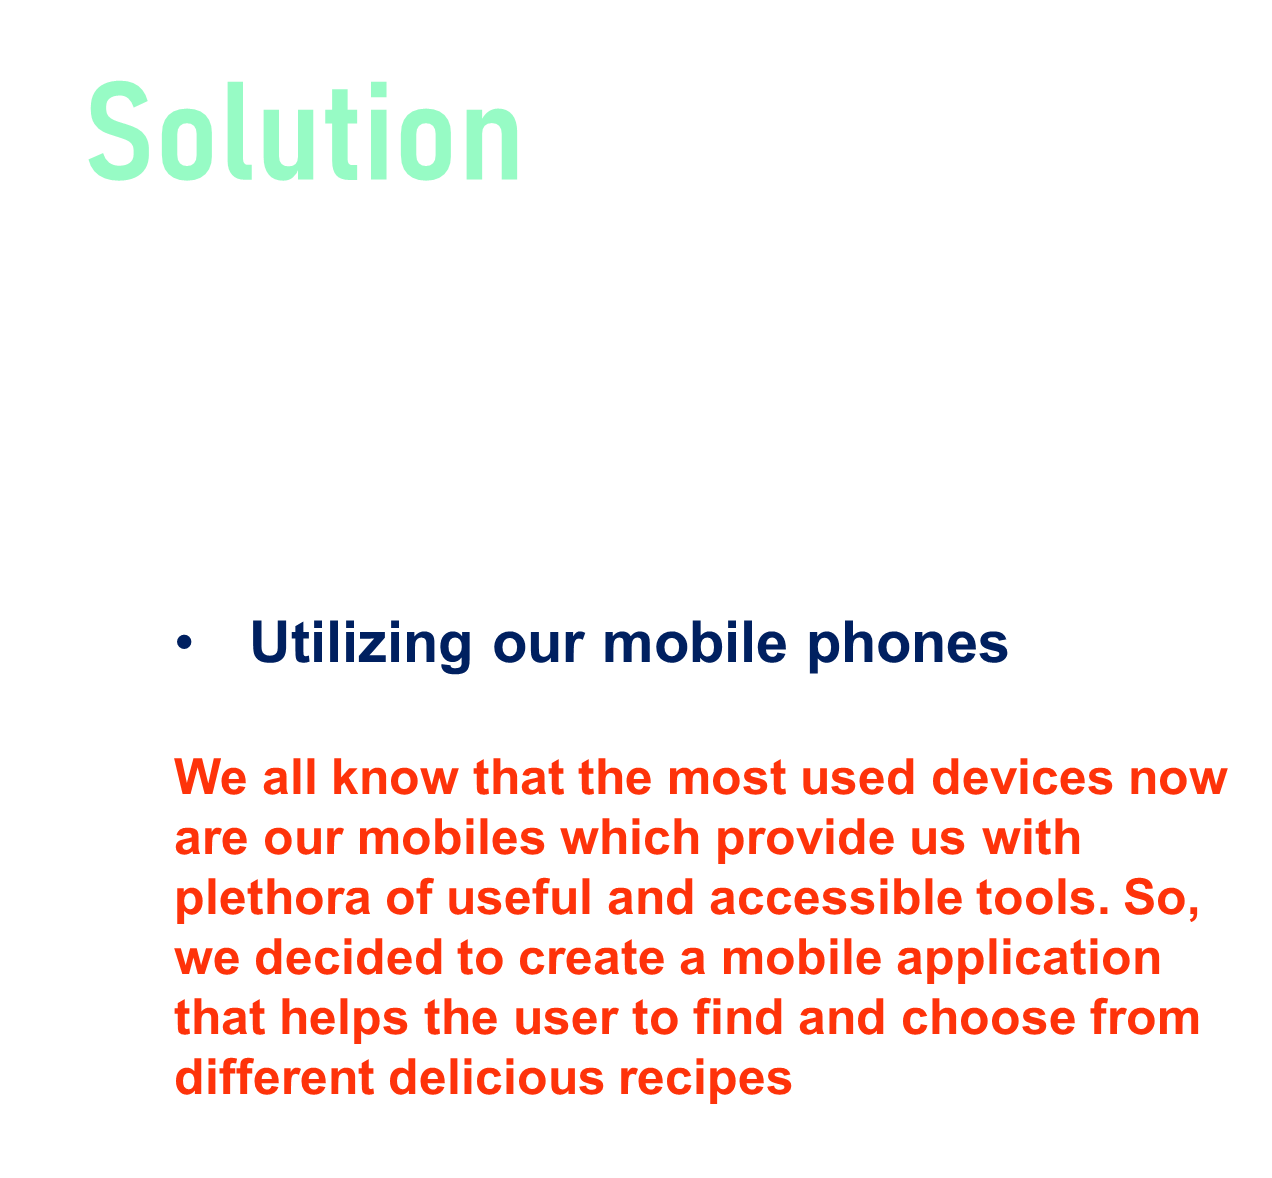 Solution
• Utilizing our mobile phones
We all know that the most used devices now
are our mobiles which provide us with
plethora of useful and accessible tools. So,
we decided to create a mobile application
that helps the user to find and choose from
different delicious recipes